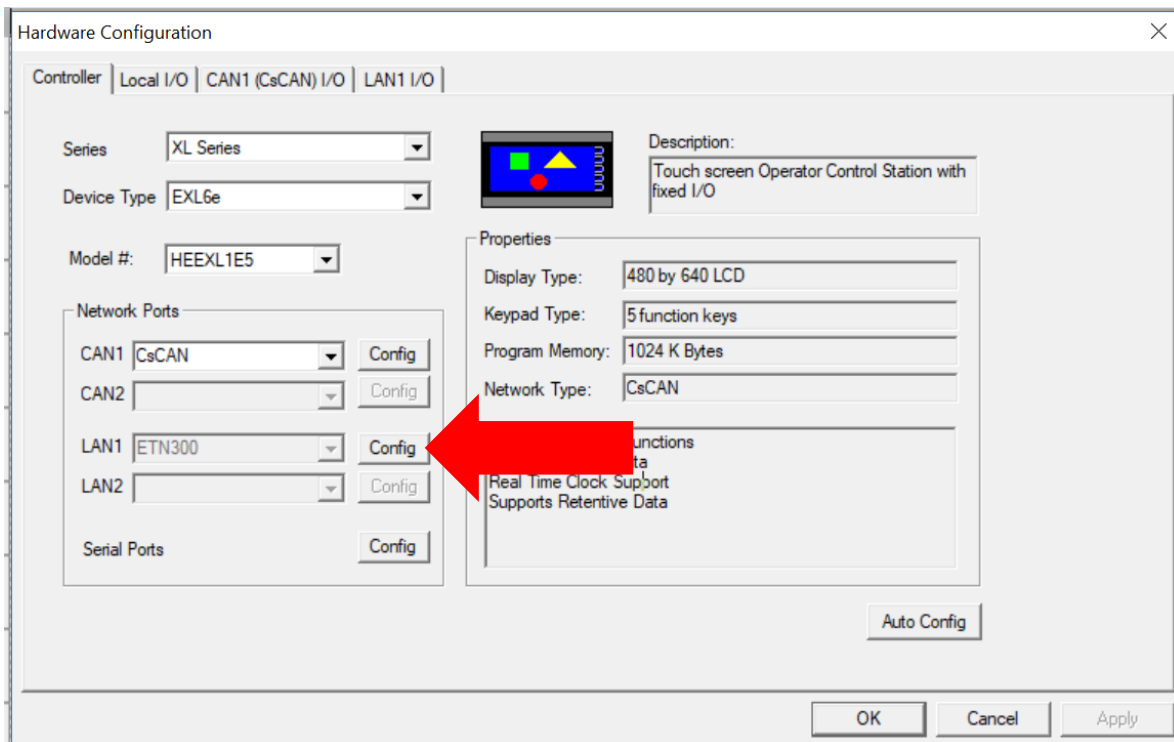 Hardware Configuration
Controller
Local I/O
CAN1 (CsCAN) I/O
LAN1 I/O
Series
XL Series
Device Type
EXL6e
Model #:
HEEXL1E5
Description:
Touch screen Operator Control Station with
fixed I/O
Network Ports
CAN1
CsCAN
Config
CAN2
Config
LAN1
ETN300
Config
LAN2
Config
Serial Ports
Config
Properties
Display Type:
480 by 640 LCD
Keypad Type:
5 function keys
Program Memory:
1024 K Bytes
Network Type:
CsCAN
Real Time Clock Support
Supports Retentive Data
Auto Config
OK
Cancel
Apply